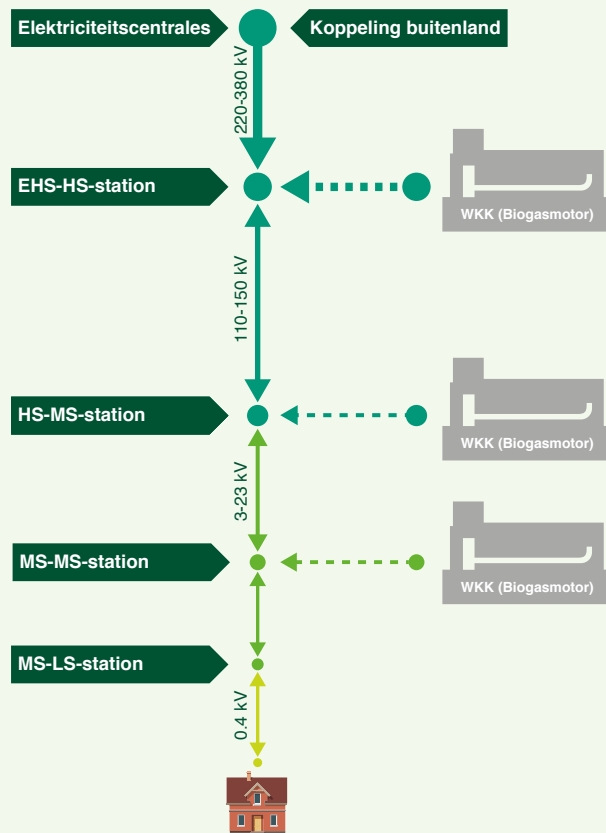 Elektriciteitscentrales
Koppeling buitenland
220-380 kV
EHS-HS-station
WKK (Biogasmotor)
110-150 kV
HS-MS-station
WKK (Biogasmotor)
3-23 kV
MS-MS-station
WKK (Biogasmotor)
MS-LS-station
0.4 kV